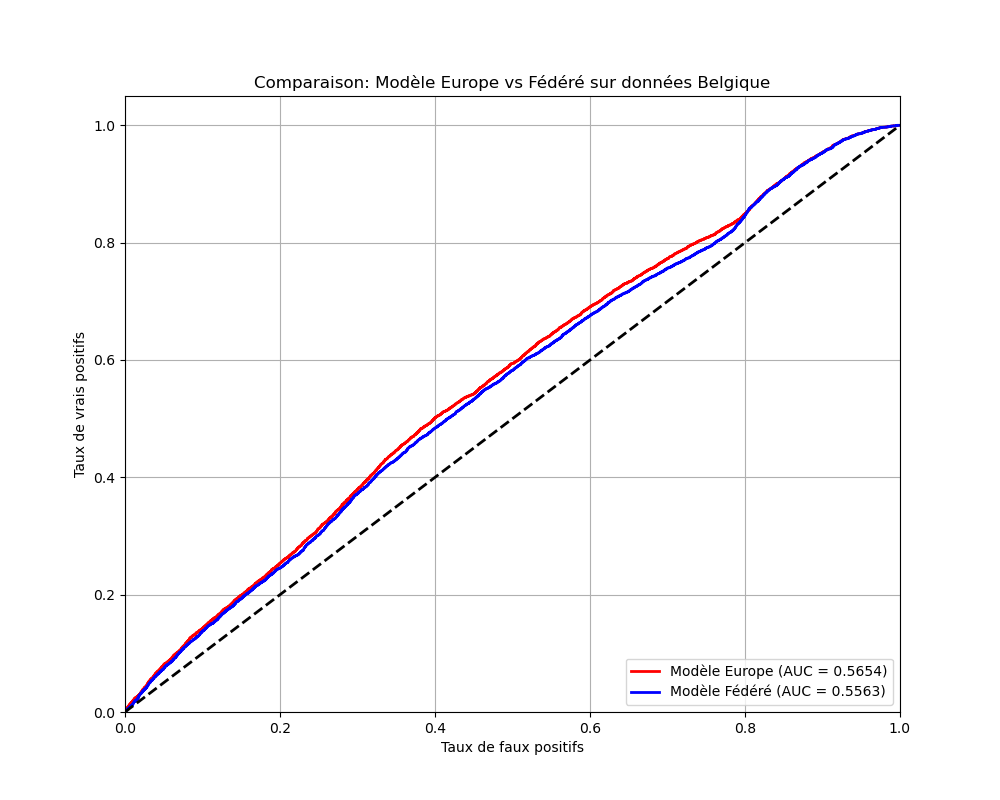 Comparaison: Modèle Europe vs Fédéré sur données Belgique
Taux de vrais positifs
1.0
0.8
0.6
0.4
0.2
0.0
Modèle Europe (AUC = 0.5654)
Modèle Fédéré (AUC = 0.5563)
0.0 0.2 0.4 0.6 0.8 1.0
Taux de faux positifs